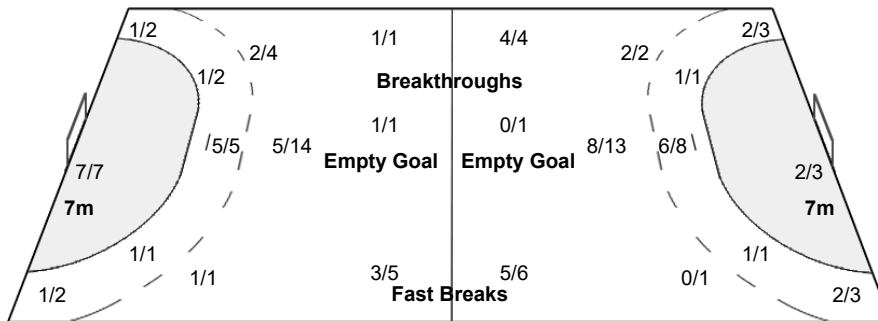 1/2 1/1 4/4 2/3
2/4 2/2
1/2 Breakthroughs 1/1
1/1 0/1
5/5 5/14 8/13 6/8
Empty Goal Empty Goal
7/7 2/3
7m 7m
1/1 1/1
1/1 3/5 5/6 0/1
1/2 Fast Breaks 2/3